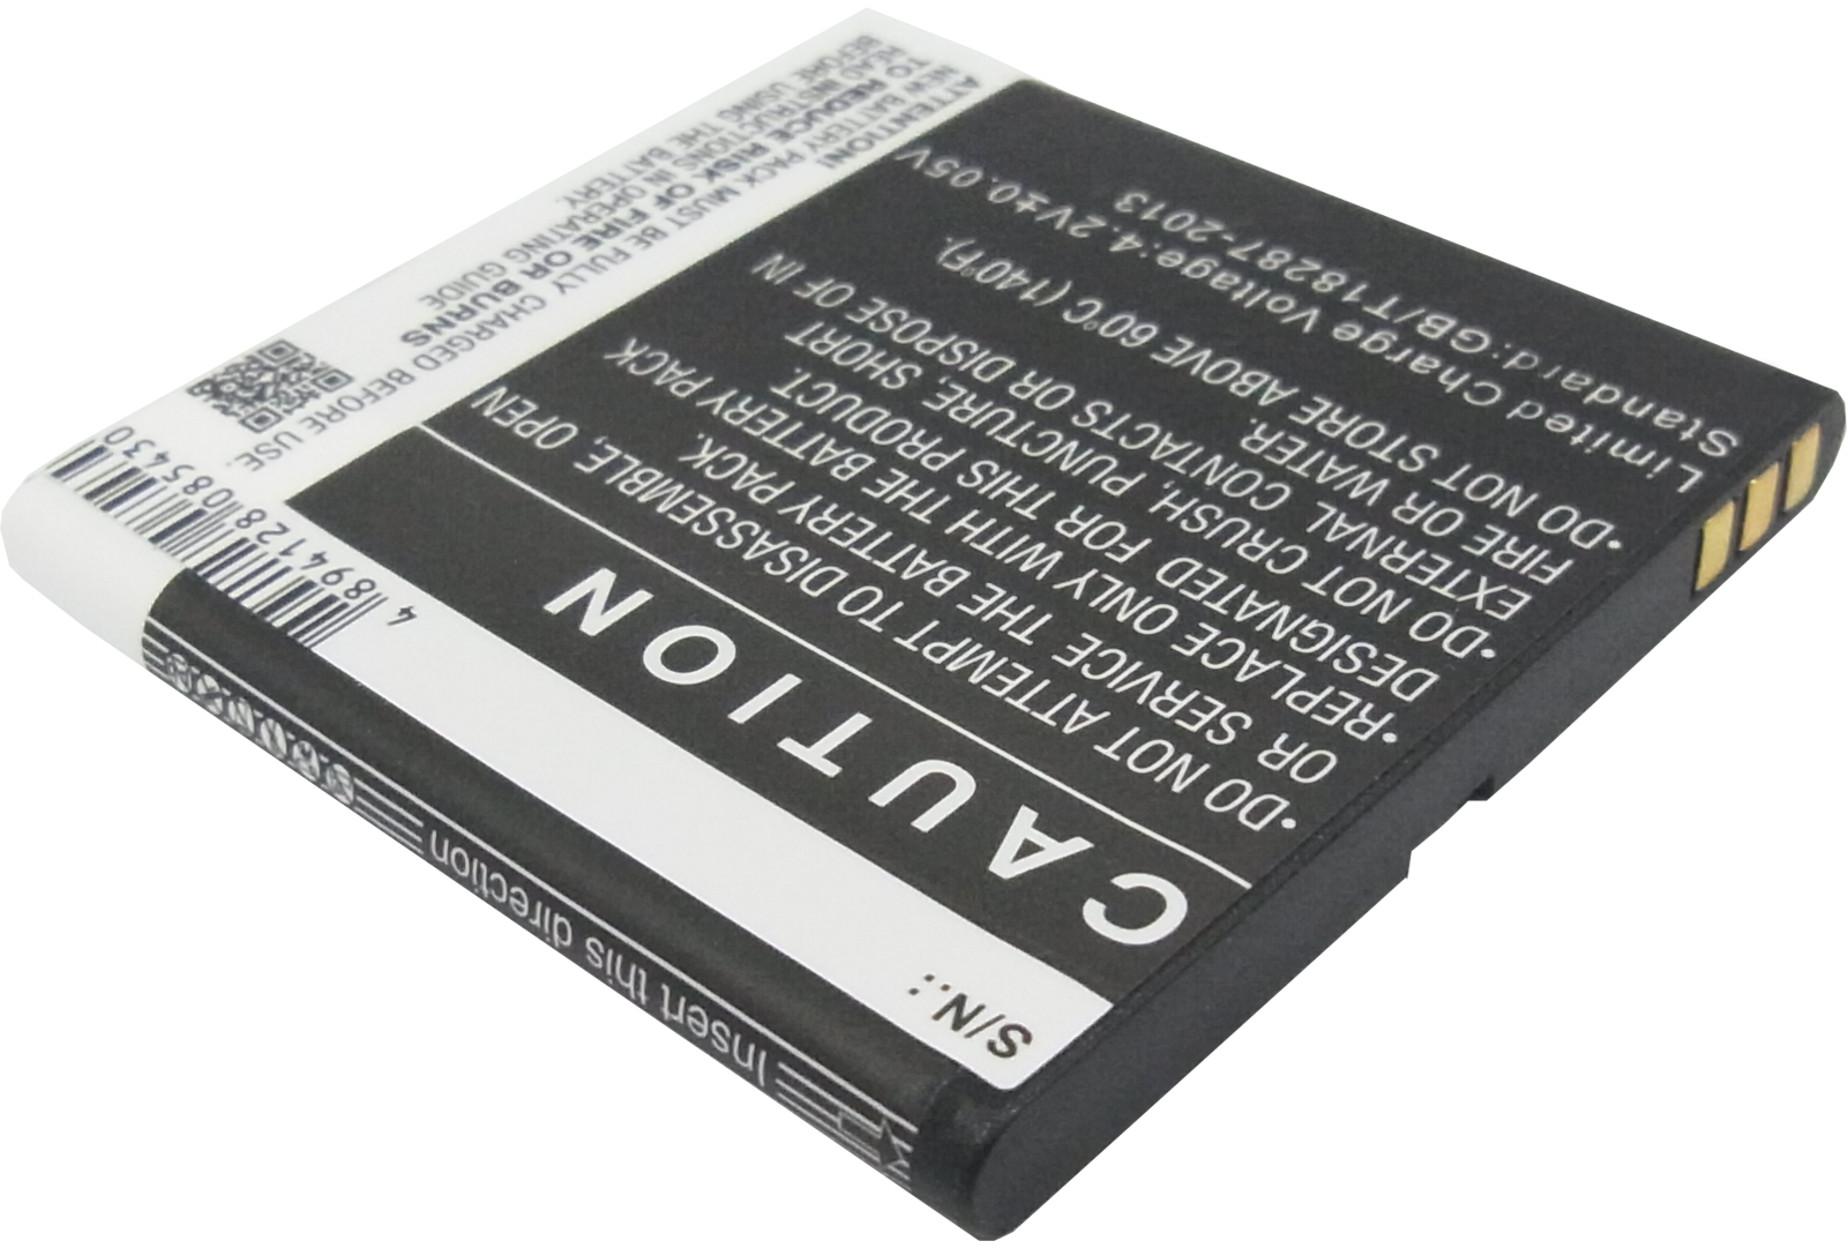 S/N.:
CAUTION
•DO NOT ATTEMPT TO DISASSEMBLE, OPEN
OR SERVICE THE BATTERY PACK.
•REPLACE ONLY WITH THE BATTERY PACK
DESIGNATED FOR THIS PRODUCT.
•DO NOT CRUSH, PUNCTURE, SHORT
EXTERNAL CONTACTS OR DISPOSE OF IN
FIRE OR WATER.
•DO NOT STORE ABOVE 60°C (140°F).
Limited Charge Voltage:4.2V±0.05V
Standard:GB/T18287-2013
4 894128 085430
ATTENTION!
NEW BATTERY PACK MUST BE FULLY CHARGED BEFORE USE.
TO REDUCE RISK OF FIRE OR BURNS
READ INSTRUCTIONS IN OPERATING GUIDE
BEFORE USING THE BATTERY.
Insert this direction